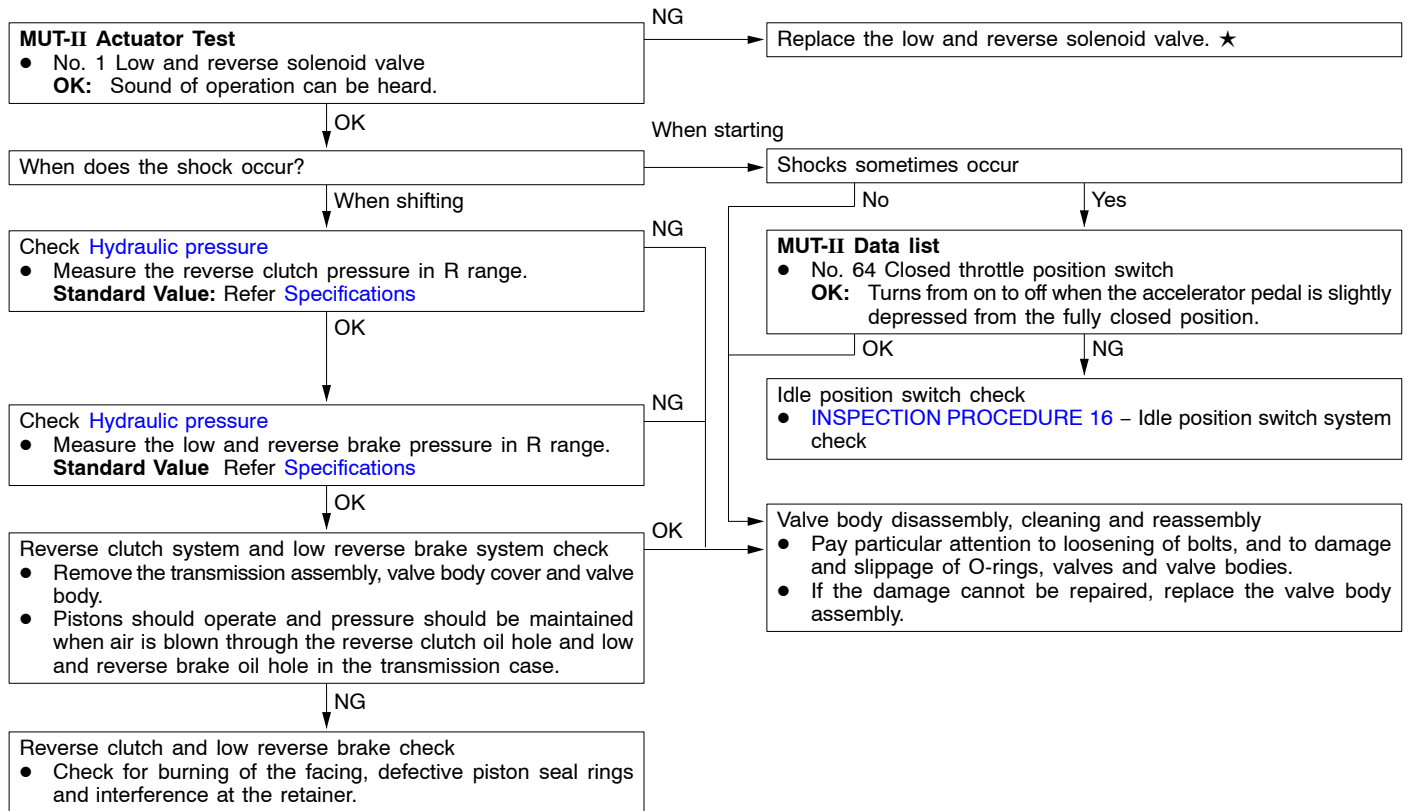 MUT-II Actuator Test
● No. 1 Low and reverse solenoid valve
OK: Sound of operation can be heard.
NG
Replace the low and reverse solenoid valve. ★
OK
When does the shock occur?
When starting
Shocks sometimes occur
When shifting
No
Yes
Check Hydraulic pressure
● Measure the reverse clutch pressure in R range.
Standard Value: Refer Specifications
NG
MUT-II Data list
● No. 64 Closed throttle position switch
OK: Turns from on to off when the accelerator pedal is slightly
depressed from the fully closed position.
OK
OK
NG
Idle position switch check
● INSPECTION PROCEDURE 16 – Idle position switch system
check
Check Hydraulic pressure
● Measure the low and reverse brake pressure in R range.
Standard Value Refer Specifications
NG
OK
Reverse clutch system and low reverse brake system check
● Remove the transmission assembly, valve body cover and valve
body.
● Pistons should operate and pressure should be maintained
when air is blown through the reverse clutch oil hole and low
and reverse brake oil hole in the transmission case.
OK
Valve body disassembly, cleaning and reassembly
● Pay particular attention to loosening of bolts, and to damage
and slippage of O-rings, valves and valve bodies.
● If the damage cannot be repaired, replace the valve body
assembly.
NG
Reverse clutch and low reverse brake check
● Check for burning of the facing, defective piston seal rings
and interference at the retainer.